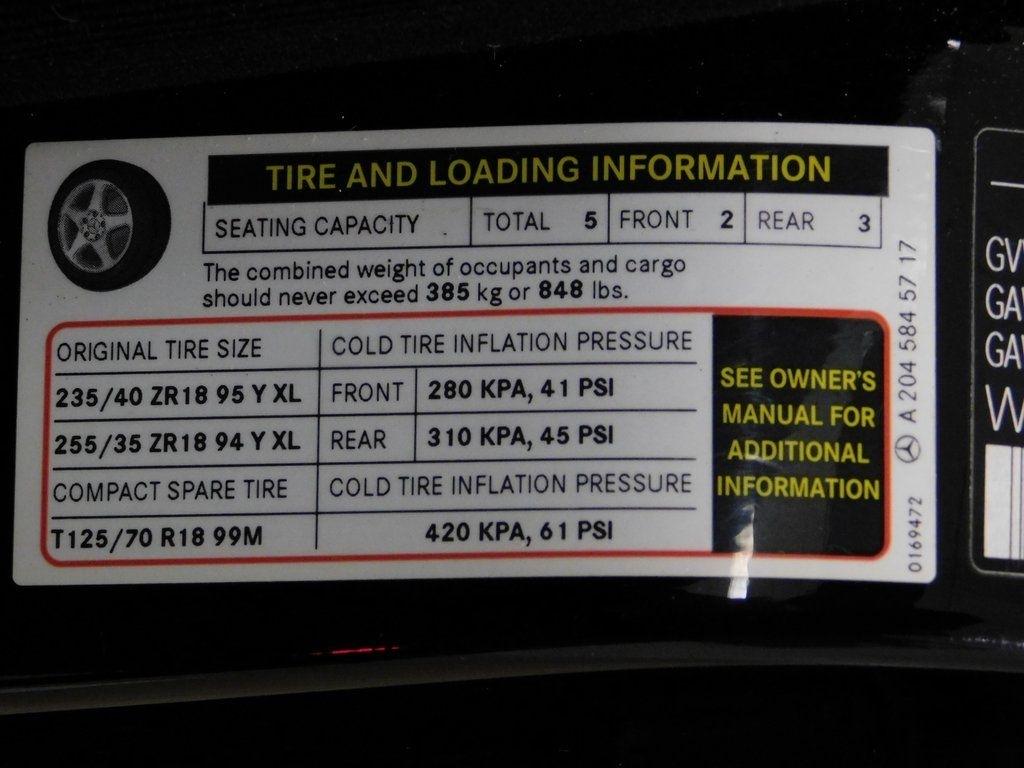 TIRE AND LOADING INFORMATION
SEATING CAPACITY TOTAL 5 FRONT 2 REAR 3
The combined weight of occupants and cargo
should never exceed 385 kg or 848 lbs.
ORIGINAL TIRE SIZE COLD TIRE INFLATION PRESSURE
235/40 ZR18 95 Y XL FRONT 280 KPA, 41 PSI
255/35 ZR18 94 Y XL REAR 310 KPA, 45 PSI
COMPACT SPARE TIRE COLD TIRE INFLATION PRESSURE
T125/70 R18 99M 420 KPA, 61 PSI
SEE OWNER'S
MANUAL FOR
ADDITIONAL
INFORMATION
A 204 584 57 17
0169472